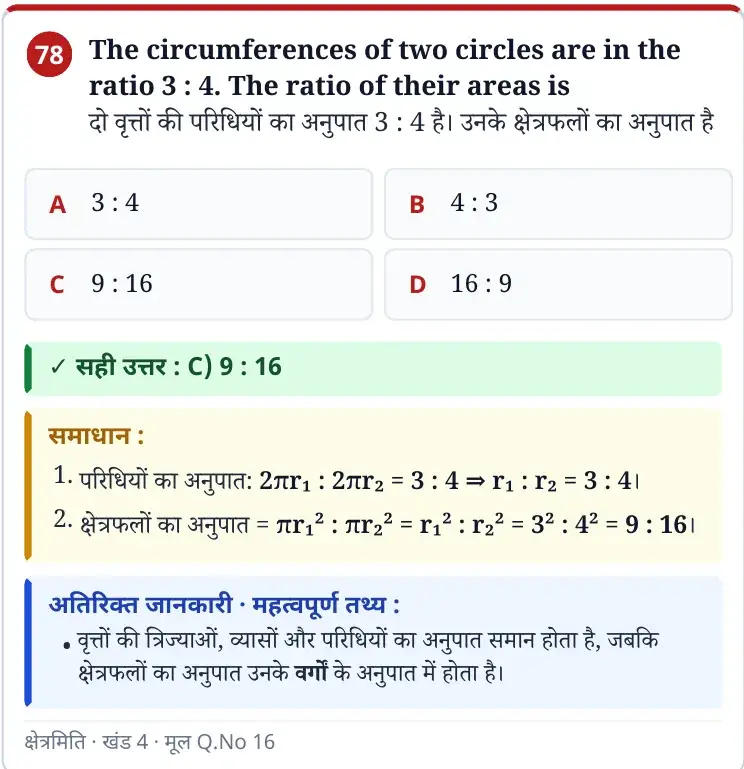 78 The circumferences of two circles are in the
ratio 3 : 4. The ratio of their areas is
दो वृत्तों की परिधियों का अनुपात 3 : 4 है। उनके क्षेत्रफलों का अनुपात है
A 3 : 4
B 4 : 3
C 9 : 16
D 16 : 9
✓ सही उत्तर : C) 9 : 16
समाधान :
1. परिधियों का अनुपात: 2πr₁ : 2πr₂ = 3 : 4 ⇒ r₁ : r₂ = 3 : 4।
2. क्षेत्रफलों का अनुपात = πr₁² : πr₂² = r₁² : r₂² = 3² : 4² = 9 : 16।
अतिरिक्त जानकारी · महत्वपूर्ण तथ्य :
• वृत्तों की त्रिज्याओं, व्यासों और परिधियों का अनुपात समान होता है, जबकि
क्षेत्रफलों का अनुपात उनके वर्गों के अनुपात में होता है।
क्षेत्रमिति · खंड 4 · मूल Q.No 16